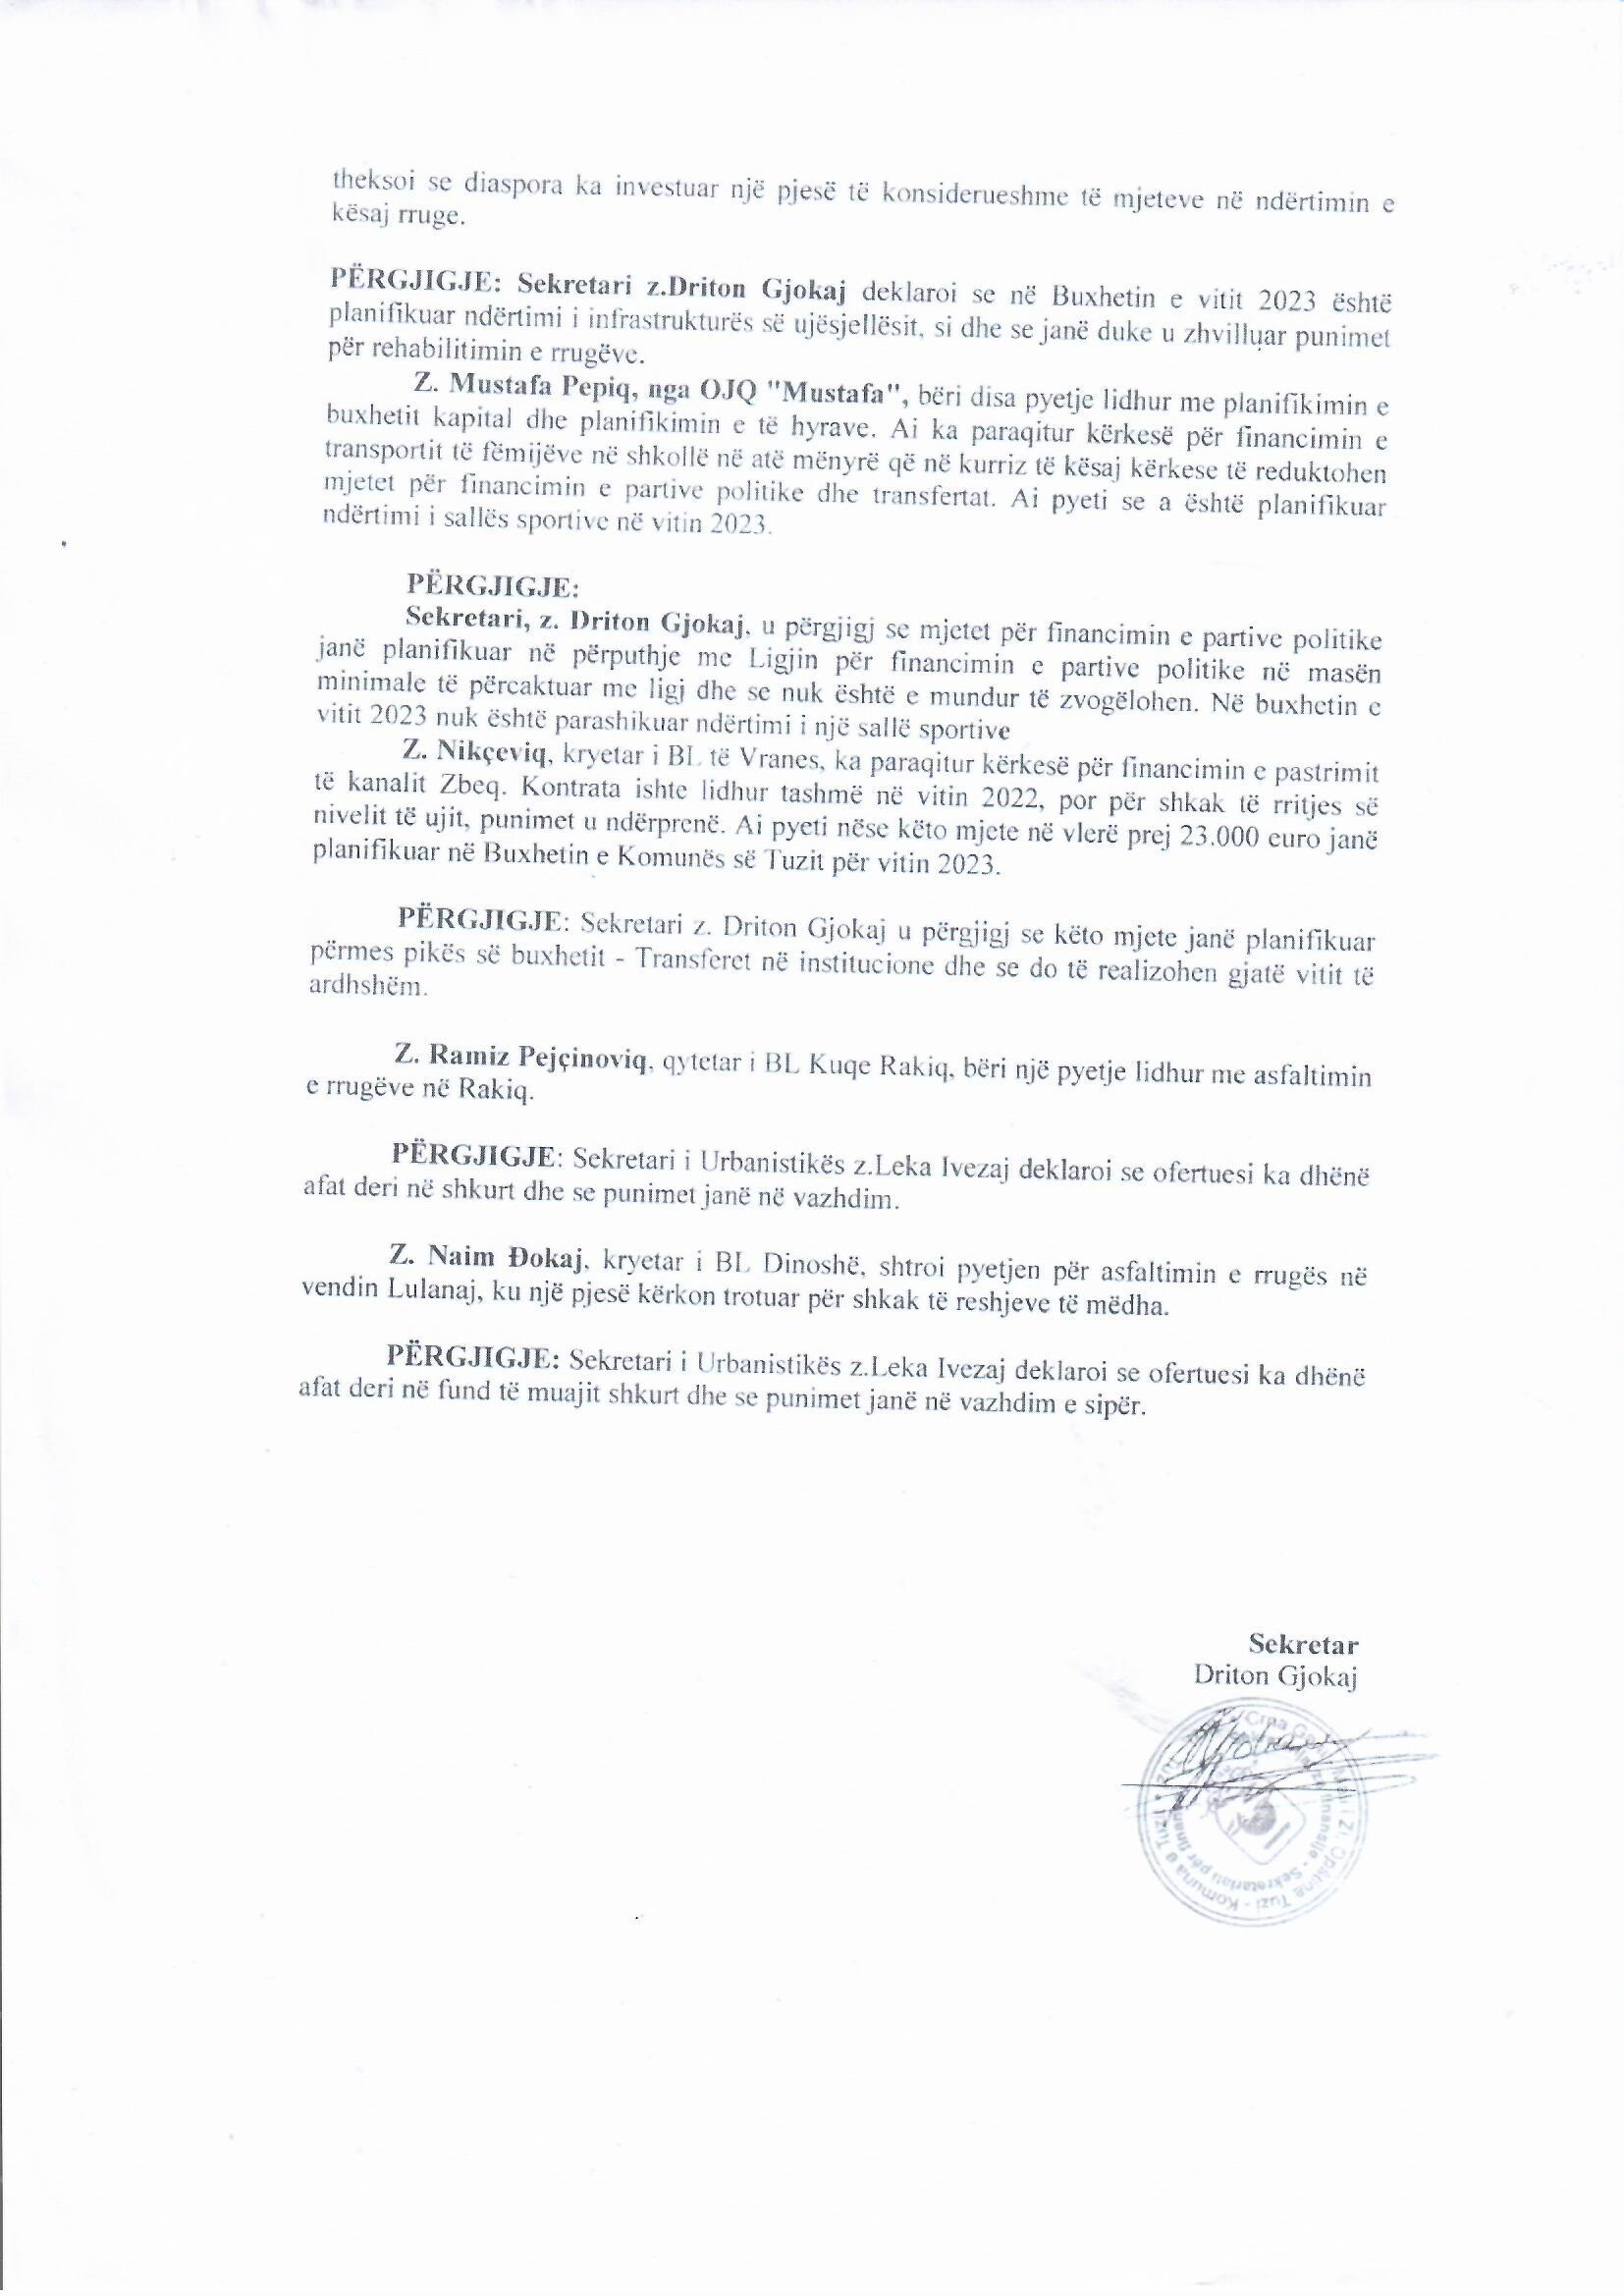 theksoi se diaspora ka investuar një pjesë të konsiderueshme të mjeteve në ndërtimin e
kësaj rruge.
PËRGJIGJE: Sekretari z.Driton Gjokaj deklaroi se në Buxhetin e vitit 2023 është
planifikuar ndërtimi i infrastrukturës së ujësjellësit, si dhe se janë duke u zhvilluar punimet
për rehabilitimin e rrugëve.
Z. Mustafa Pepiq, nga OJQ "Mustafa", bëri disa pyetje lidhur me planifikimin e
buxhetit kapital dhe planifikimin e të hyrave. Ai ka paraqitur kërkesë për financimin e
transportit të fëmijëve në shkollë në atë mënyrë që në kurriz të kësaj kërkese të reduktohen
mjetet për financimin e partive politike dhe transfertat. Ai pyeti se a është planifikuar
ndërtimi i sallës sportive në vitin 2023.
PËRGJIGJE:
Sekretari, z. Driton Gjokaj, u përgjigj se mjetet për financimin e partive politike
janë planifikuar në përputhje me Ligjin për financimin e partive politike në masën
minimale të përcaktuar me ligj dhe se nuk është e mundur të zvogëlohen. Në buxhetin e
vitit 2023 nuk është parashikuar ndërtimi i një sallë sportive
Z. Nikçeviq, kryetar i BL të Vranes, ka paraqitur kërkesë për financimin e pastrimit
të kanalit Zbeq. Kontrata ishte lidhur tashmë në vitin 2022, por për shkak të rritjes së
nivelit të ujit, punimet u ndërprenë. Ai pyeti nëse këto mjete në vlerë prej 23.000 euro janë
planifikuar në Buxhetin e Komunës së Tuzit për vitin 2023.
PËRGJIGJE: Sekretari z. Driton Gjokaj u përgjigj se këto mjete janë planifikuar
përmes pikës së buxhetit - Transferet në institucione dhe se do të realizohen gjatë vitit të
ardhshëm.
Z. Ramiz Pejçinoviq, qytetar i BL Kuqe Rakiq, bëri një pyetje lidhur me asfaltimin
e rrugëve në Rakiq.
PËRGJIGJE: Sekretari i Urbanistikës z.Leka Ivezaj deklaroi se ofertuesi ka dhënë
afat deri në shkurt dhe se punimet janë në vazhdim.
Z. Naim Đokaj, kryetar i BL Dinoshë, shtroi pyetjen për asfaltimin e rrugës në
vendin Lulanaj, ku një pjesë kërkon trotuar për shkak të reshjeve të mëdha.
PËRGJIGJE: Sekretari i Urbanistikës z.Leka Ivezaj deklaroi se ofertuesi ka dhënë
afat deri në fund të muajit shkurt dhe se punimet janë në vazhdim e sipër.
Sekretar
Driton Gjokaj
Crna Gora
Opština Tuzi - Komuna e Tuzit
finansije - Sekretariati për